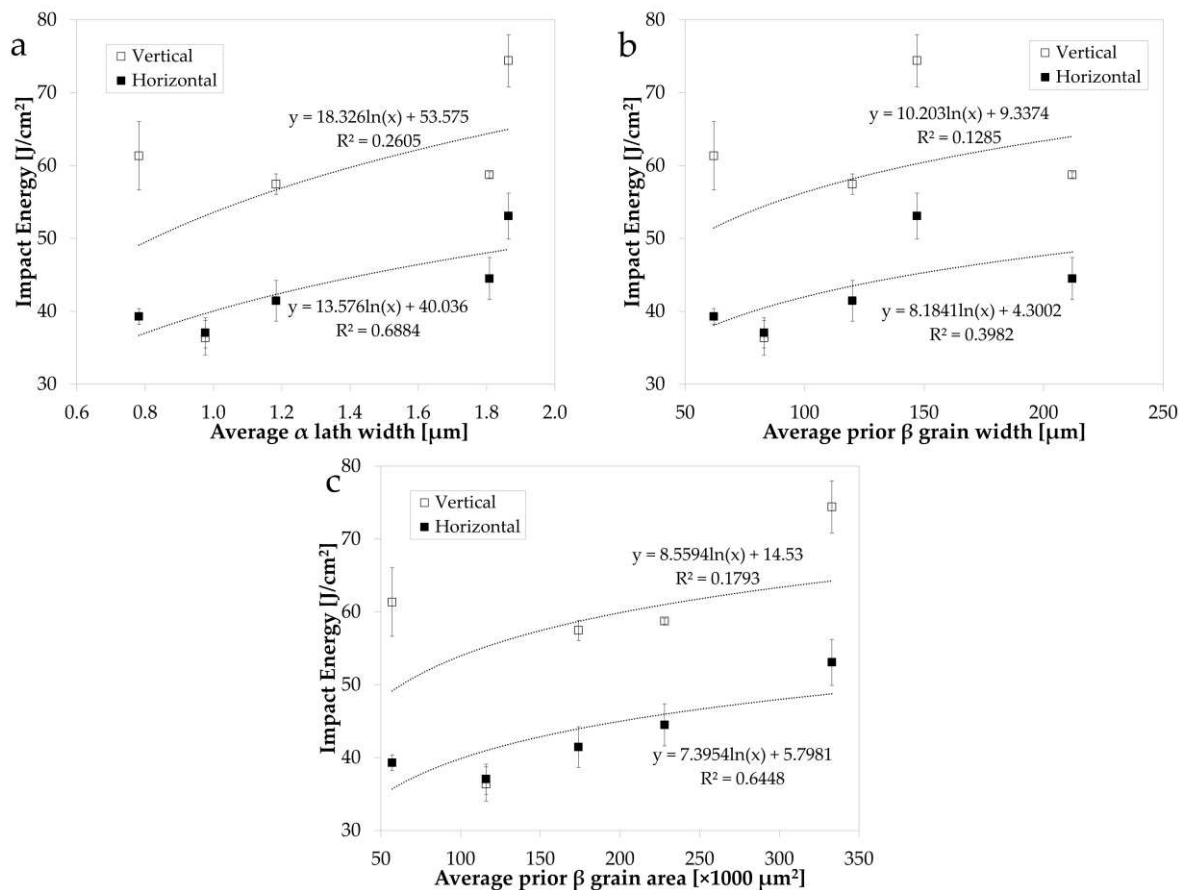 a
80
70
60
50
40
30
Impact Energy [J/cm²]
Vertical
Horizontal
y = 18.326ln(x) + 53.575
R² = 0.2605
y = 13.576ln(x) + 40.036
R² = 0.6884
0.6 0.8 1.0 1.2 1.4 1.6 1.8 2.0
Average α lath width [μm]
b
80
70
60
50
40
30
Impact Energy [J/cm²]
Vertical
Horizontal
y = 10.203ln(x) + 9.3374
R² = 0.1285
y = 8.1841ln(x) + 4.3002
R² = 0.3982
50 100 150 200 250
Average prior β grain width [μm]
c
80
70
60
50
40
30
Impact Energy [J/cm²]
Vertical
Horizontal
y = 8.5594ln(x) + 14.53
R² = 0.1793
y = 7.3954ln(x) + 5.7981
R² = 0.6448
50 100 150 200 250 300 350
Average prior β grain area [×1000 μm²]